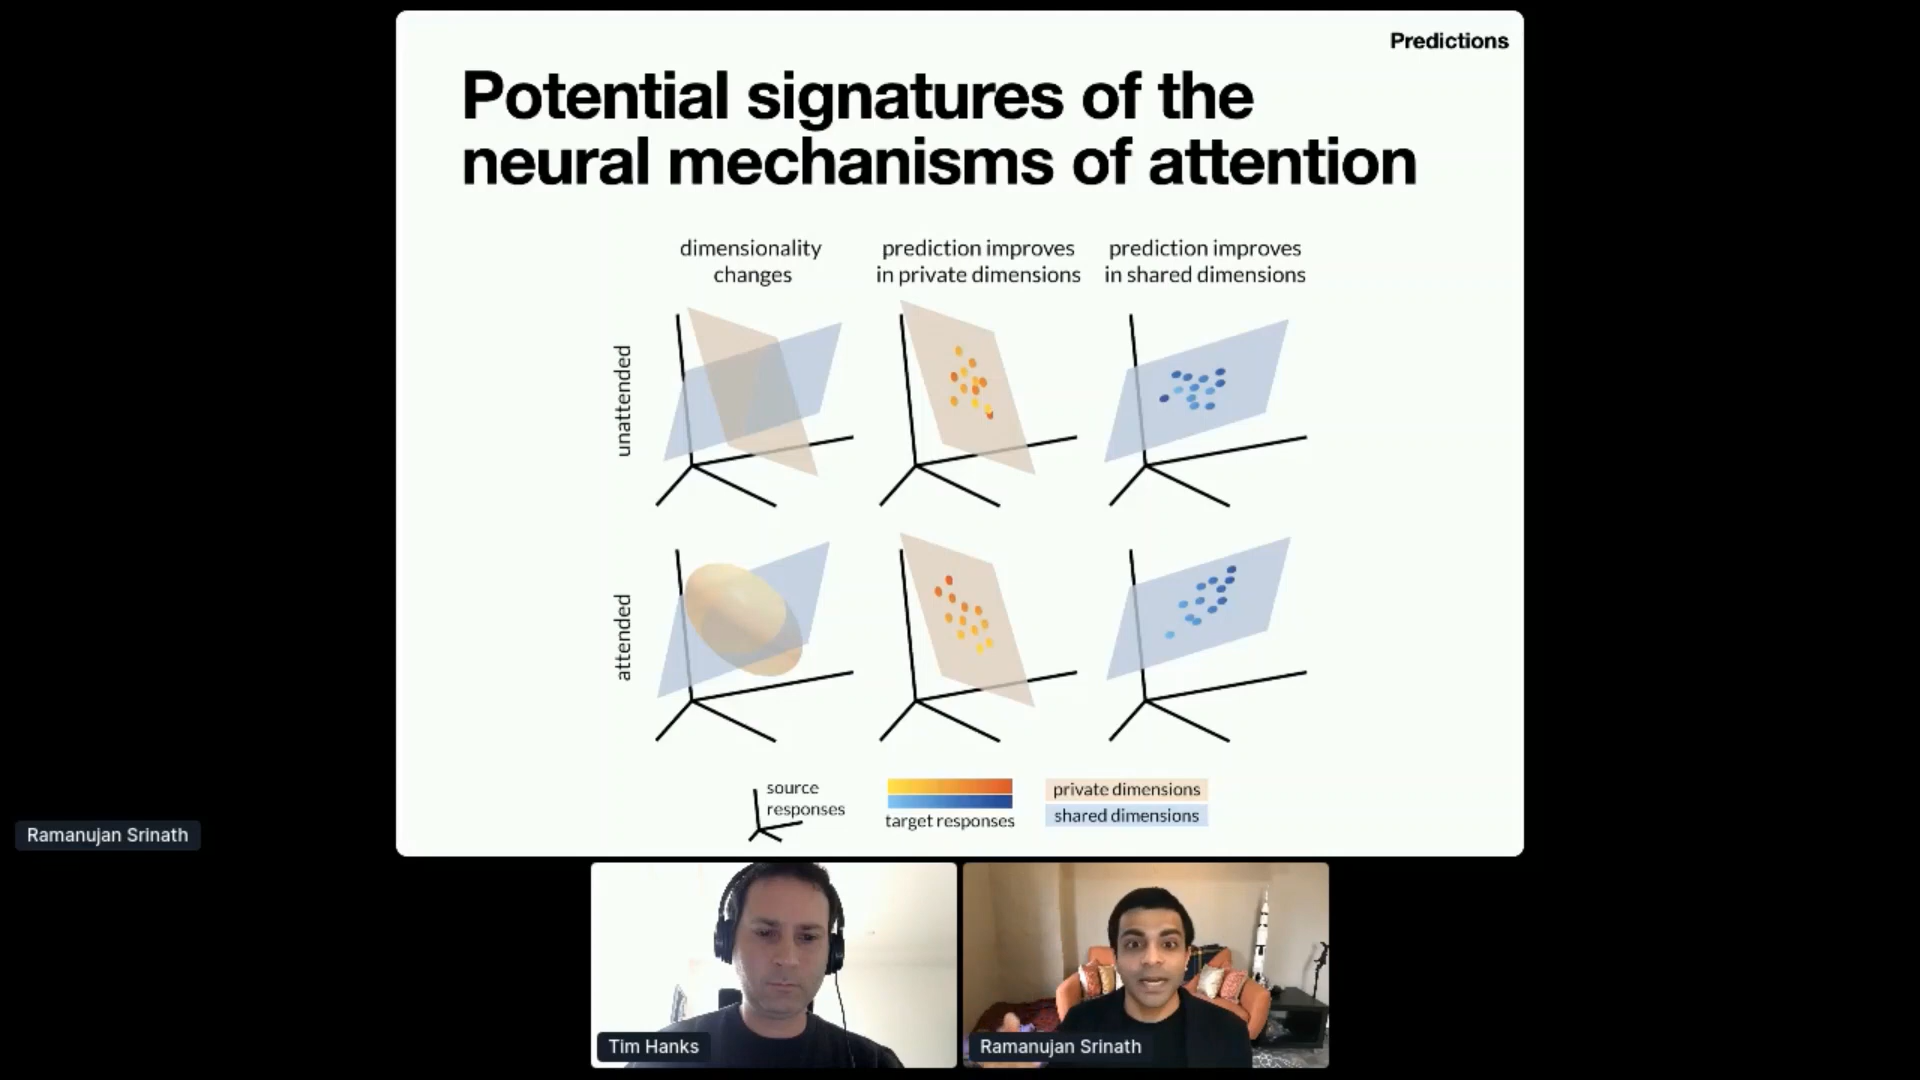 Predictions
Potential signatures of the
neural mechanisms of attention
dimensionality
changes
prediction improves
in private dimensions
prediction improves
in shared dimensions
unattended
attended
source
responses
target responses
private dimensions
shared dimensions
Ramanujan Srinath
Tim Hanks
Ramanujan Srinath